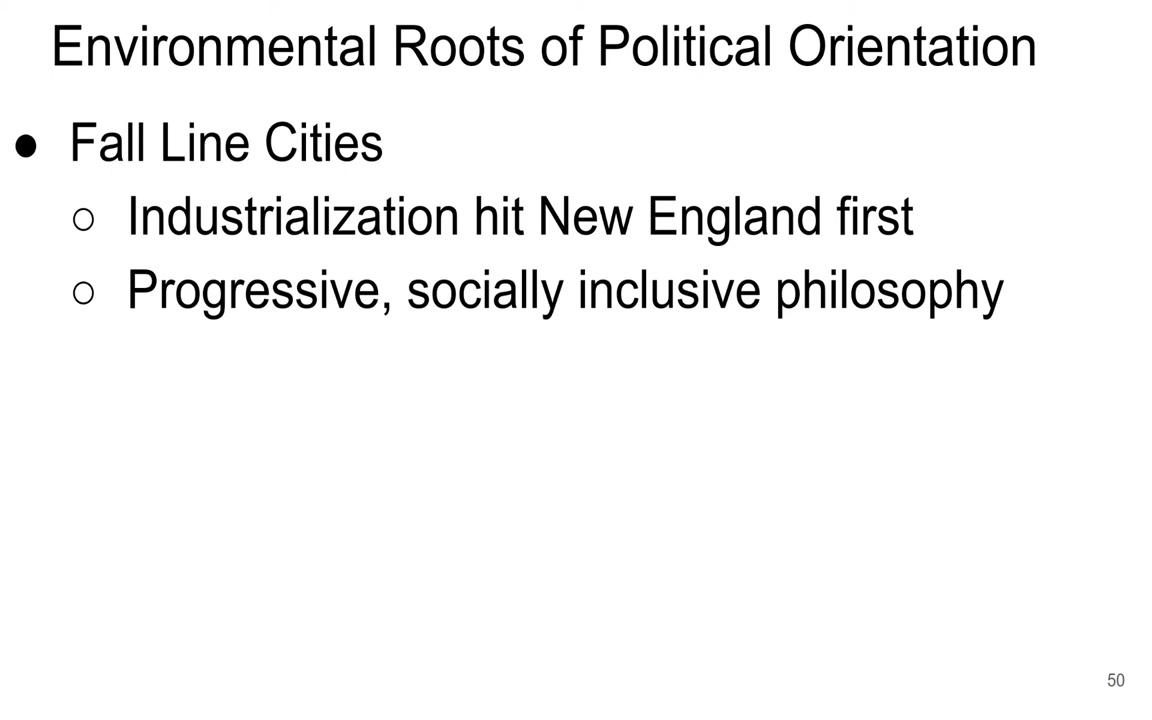 Environmental Roots of Political Orientation
● Fall Line Cities
○ Industrialization hit New England first
○ Progressive, socially inclusive philosophy
50